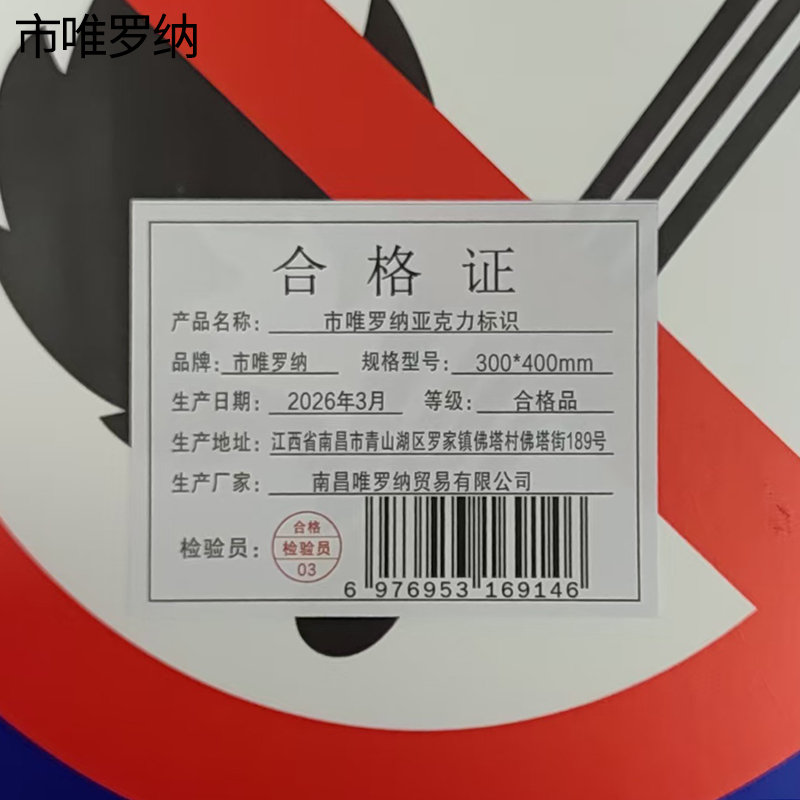 市唯罗纳
合格证
产品名称：市唯罗纳亚克力标识
品牌：市唯罗纳 规格型号：300*400mm
生产日期：2026年3月 等级：合格品
生产地址：江西省南昌市青山湖区罗家镇佛塔村佛塔街189号
生产厂家：南昌唯罗纳贸易有限公司
检验员：
合格
检验员
03
6 976953 169146